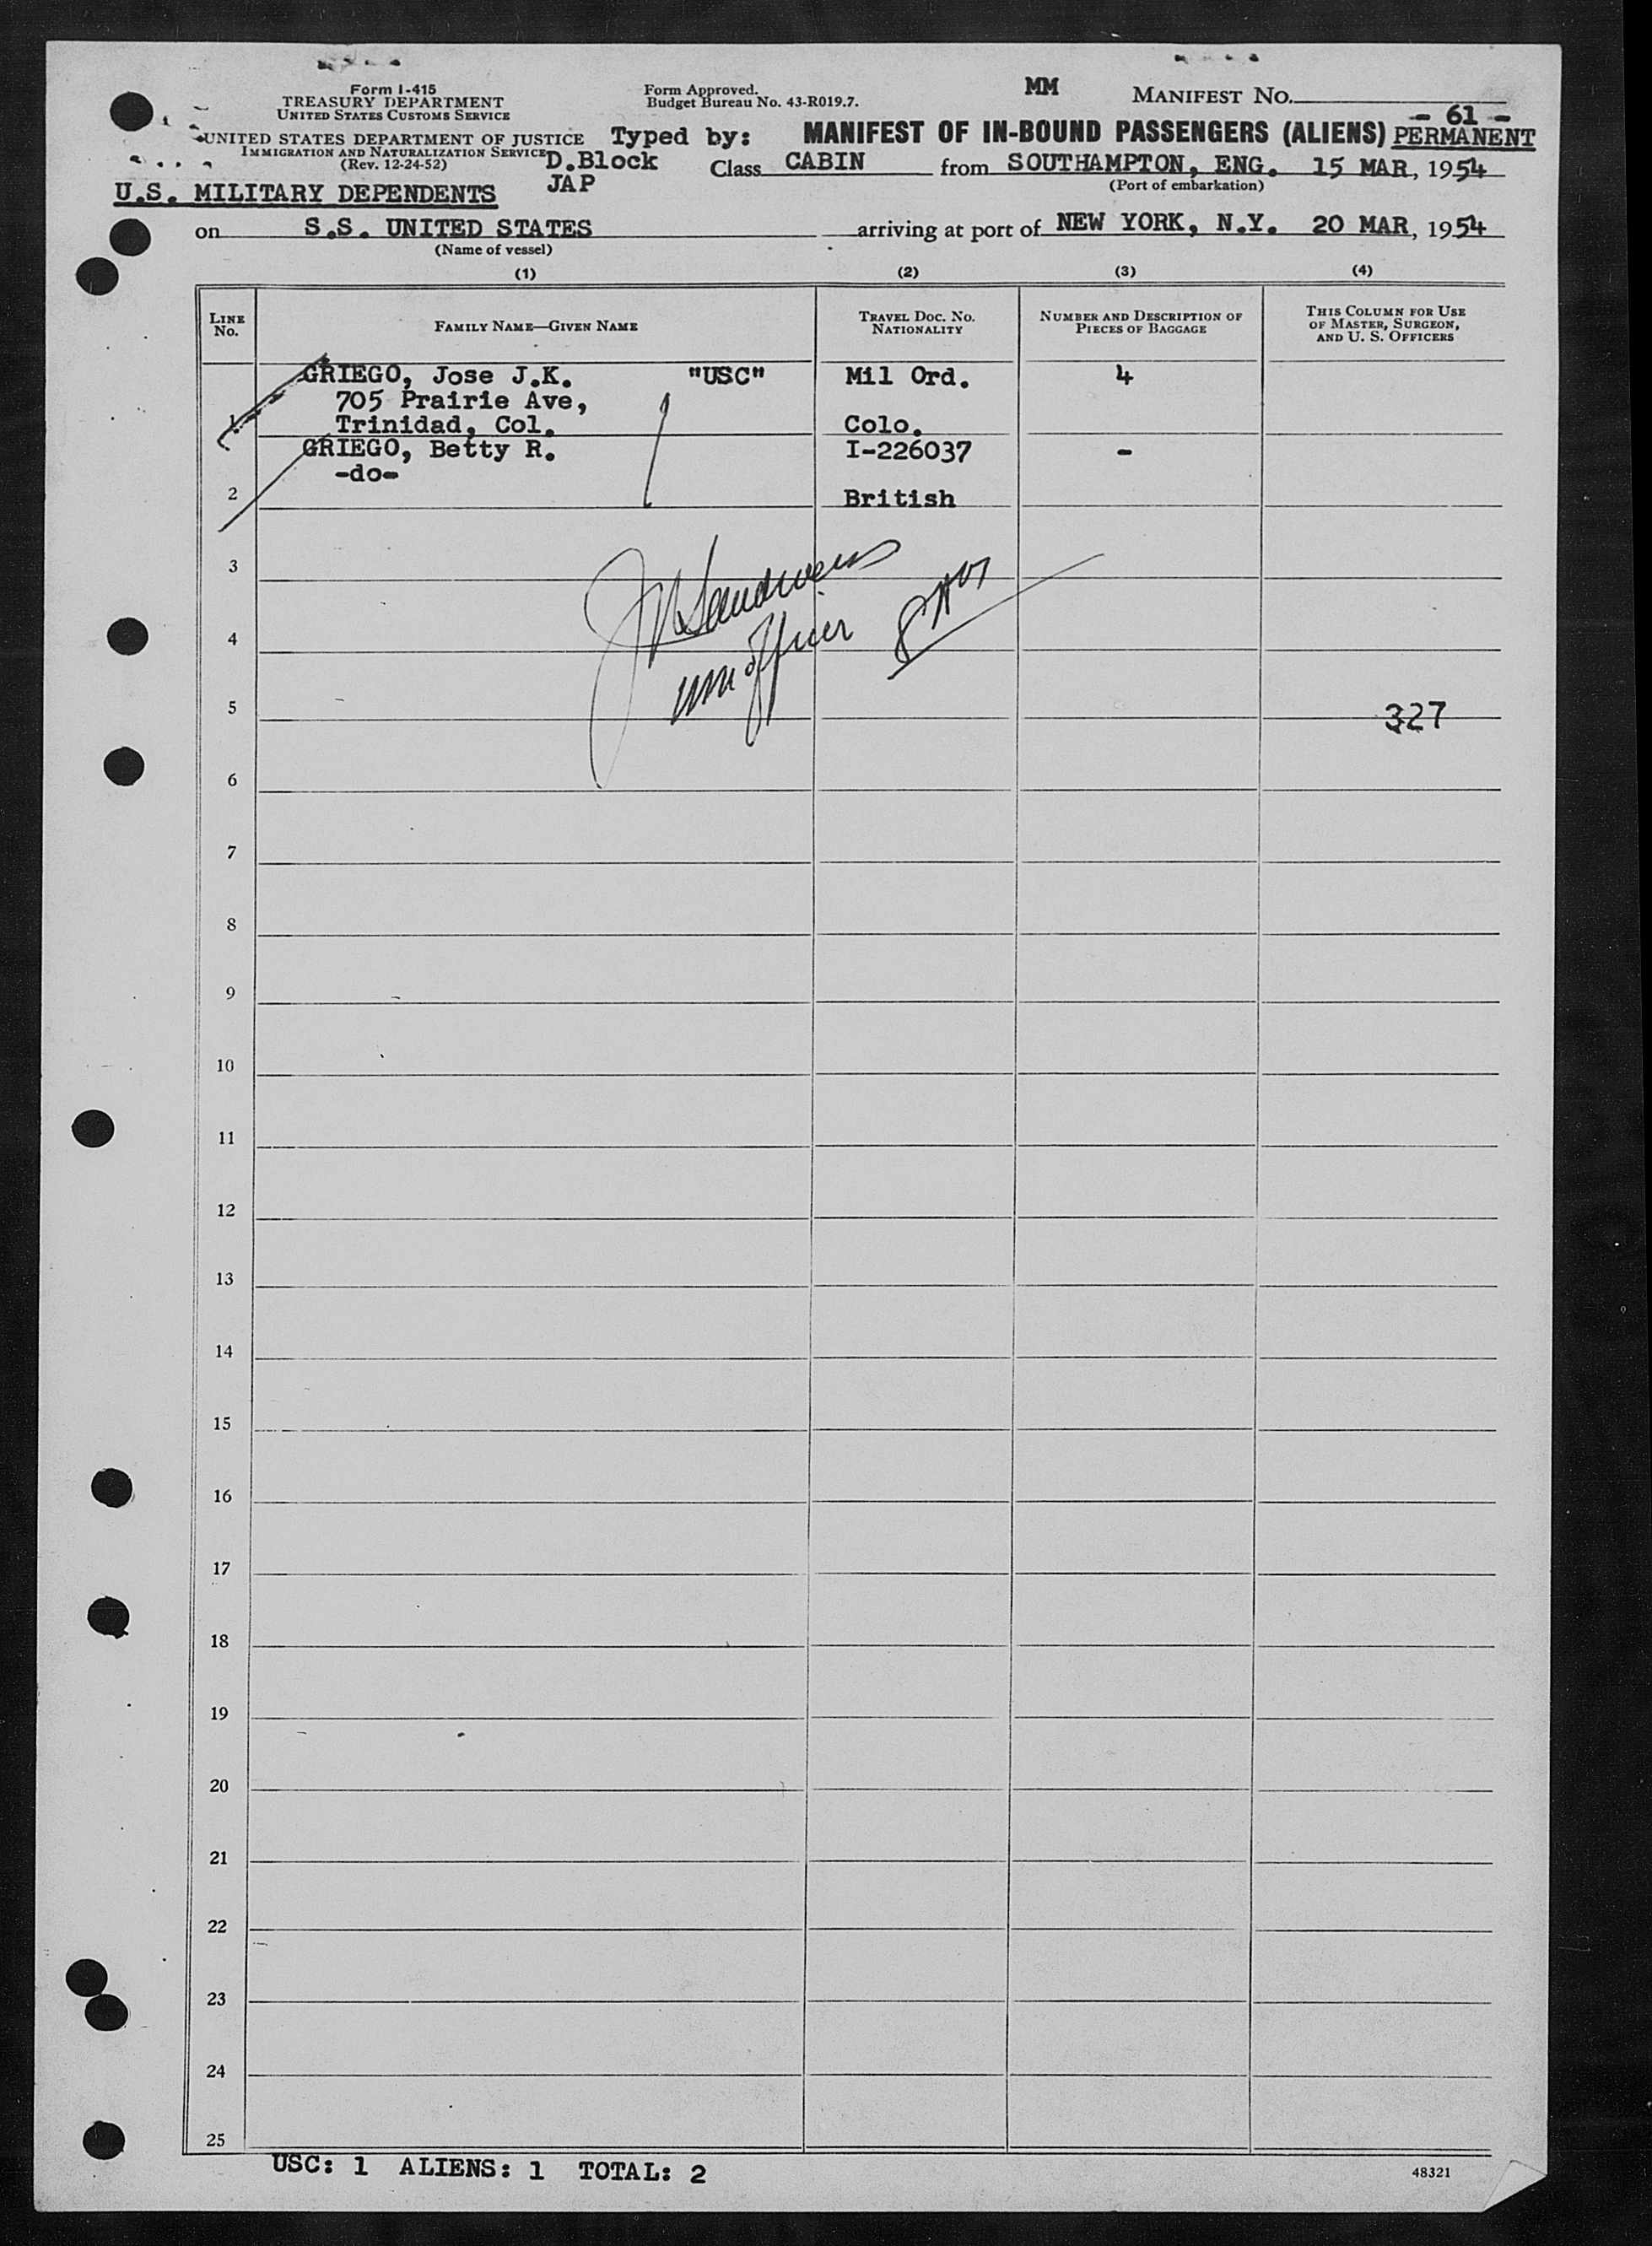 Form I-415
TREASURY DEPARTMENT
UNITED STATES CUSTOMS SERVICE
UNITED STATES DEPARTMENT OF JUSTICE
IMMIGRATION AND NATURALIZATION SERVICE
(Rev. 12-24-52)
Form Approved.
Budget Bureau No. 43-R019.7.
Typed by:
D.Block
JAP
MM
MANIFEST NO.
- 61 -
MANIFEST OF IN-BOUND PASSENGERS (ALIENS) PERMANENT
Class CABIN from SOUTHAMPTON, ENG. 15 MAR, 1954
(Port of embarkation)
U.S. MILITARY DEPENDENTS
on S.S. UNITED STATES arriving at port of NEW YORK, N.Y. 20 MAR, 1954
(Name of vessel)
(1) (2) (3) (4)
LINE No. FAMILY NAME—GIVEN NAME TRAVEL DOC. NO. NATIONALITY NUMBER AND DESCRIPTION OF PIECES OF BAGGAGE THIS COLUMN FOR USE OF MASTER, SURGEON, AND U. S. OFFICERS
GRIEGO, Jose J.K. "USC" Mil Ord. 4
705 Prairie Ave,
1 Trinidad, Col. Colo.
GRIEGO, Betty R. I-226037 -
-do-
2 British
3
4
officer
5 327
6
7
8
9
10
11
12
13
14
15
16
17
18
19
20
21
22
23
24
25
USC: 1 ALIENS: 1 TOTAL: 2
48321